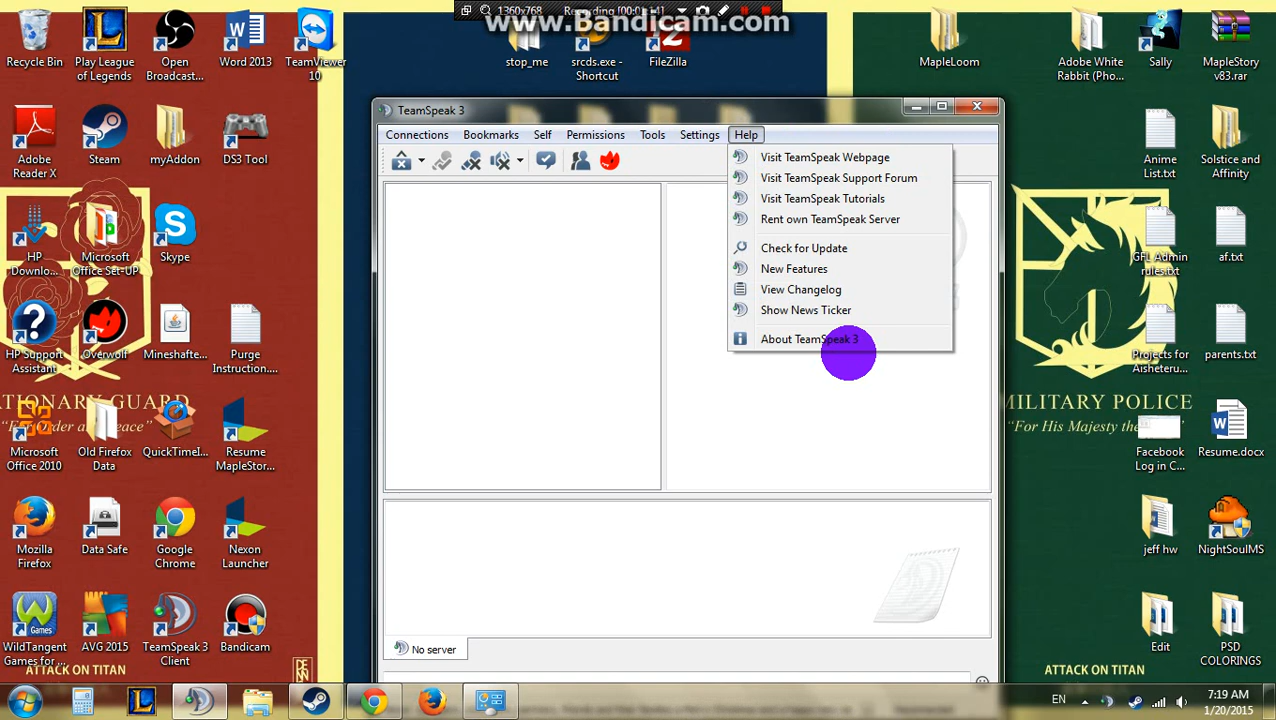 1360x768
Recording
www.Bandicam.com
Recycle Bin
Play League
of Legends
Open
Broadcast...
Word 2013
TeamViewer
10
stop_me
srcds.exe -
Shortcut
FileZilla
MapleLoom
Adobe White
Rabbit (Pho...
Sally
MapleStory
v83.rar
Adobe
Reader X
Steam
myAddon
DS3 Tool
Anime
List.txt
Solstice and
Affinity
HP
Downlo...
Microsoft
Office Set-UP
Skype
GFL Admin
rules.txt
af.txt
HP Support
Assistant
Overwolf
Mineshafte...
Purge
Instruction....
Projects for
Aisheteru...
parents.txt
MILITARY POLICE
Microsoft
Office 2010
Old Firefox
Data
QuickTimeI...
Resume
MapleStor...
Facebook
Log in C...
Resume.docx
Mozilla
Firefox
Data Safe
Google
Chrome
Nexon
Launcher
jeff hw
NightSoulMS
WildTangent
Games for ...
AVG 2015
TeamSpeak 3
Client
Bandicam
Edit
PSD
COLORINGS
ATTACK ON TITAN
ATTACK ON TITAN
TeamSpeak 3
Connections
Bookmarks
Self
Permissions
Tools
Settings
Help
Visit TeamSpeak Webpage
Visit TeamSpeak Support Forum
Visit TeamSpeak Tutorials
Rent own TeamSpeak Server
Check for Update
New Features
View Changelog
Show News Ticker
About TeamSpeak 3
No server
EN
7:19 AM
1/20/2015